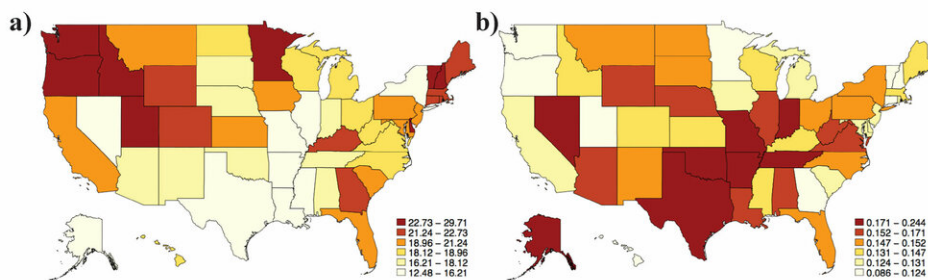 a)
22.73 – 29.71
21.24 – 22.73
18.96 – 21.24
18.12 – 18.96
16.21 – 18.12
12.48 – 16.21
b)
0.171 – 0.244
0.152 – 0.171
0.147 – 0.152
0.131 – 0.147
0.124 – 0.131
0.086 – 0.124